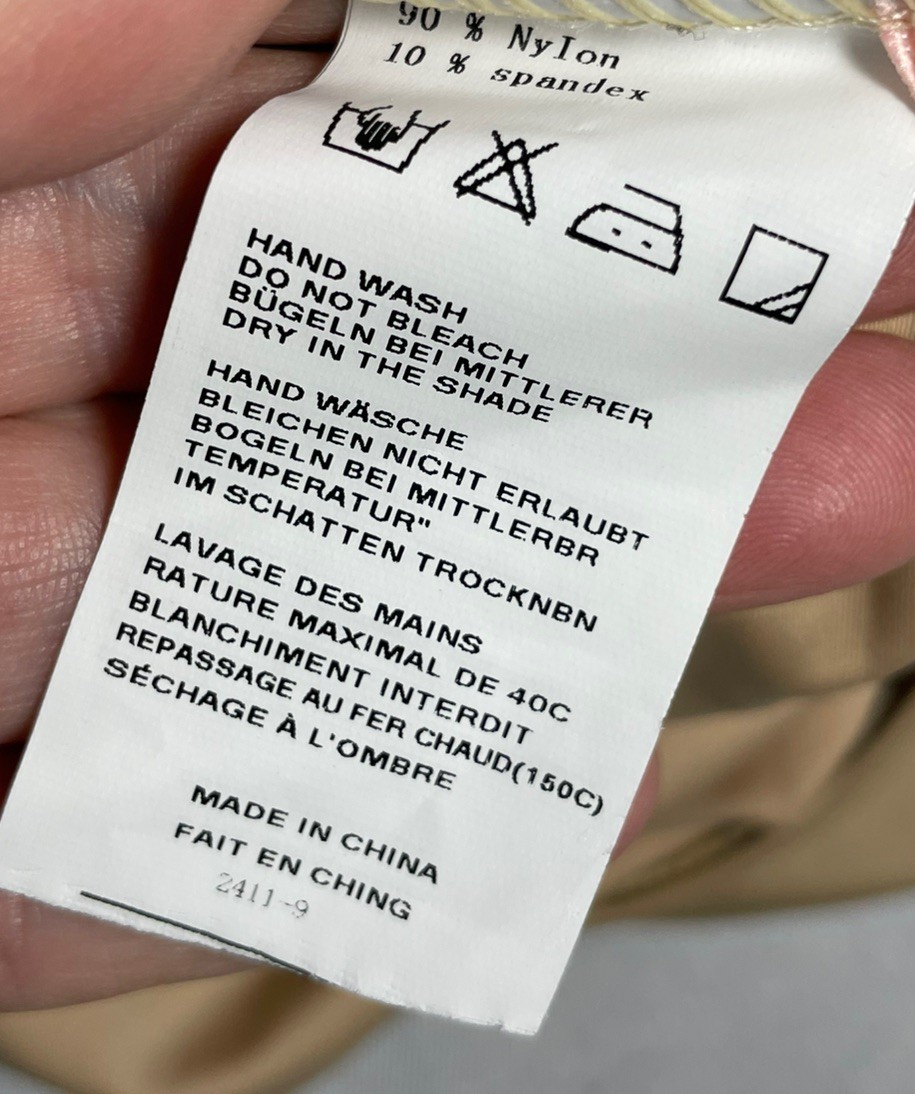 90 % Nylon
10 % spandex
HAND WASH
DO NOT BLEACH
BÜGELN BEI MITTLERER
DRY IN THE SHADE
HAND WÄSCHE
BLEICHEN NICHT ERLAUBT
BOGELN BEI MITTLERBR
TEMPERATUR"
IM SCHATTEN TROCKNBN
LAVAGE DES MAINS
RATURE MAXIMAL DE 40C
BLANCHIMENT INTERDIT
REPASSAGE AU FER CHAUD(150C)
SÉCHAGE À L'OMBRE
MADE IN CHINA
FAIT EN CHING
2411-9